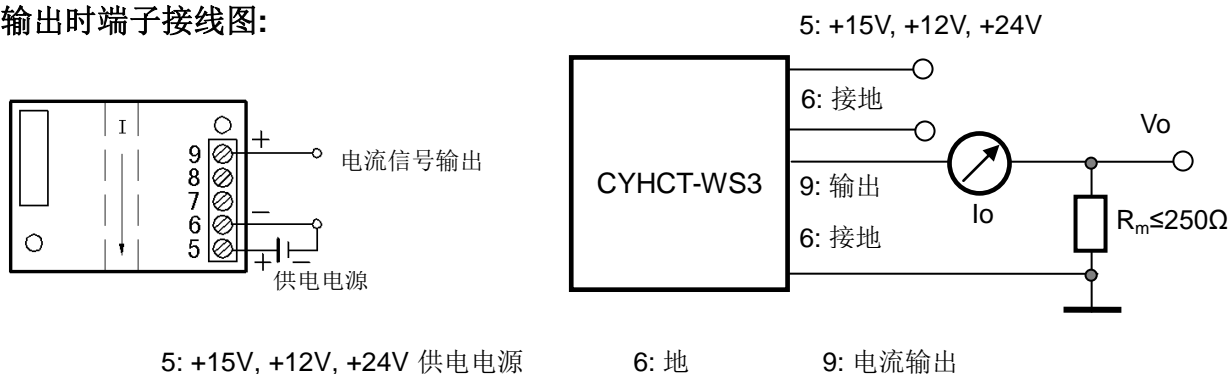 输出时端子接线图:
5: +15V, +12V, +24V
6: 接地
I
+
9
8
7
6
5
电流信号输出
−
+
−
供电电源
CYHCT-WS3
9: 输出
6: 接地
Io
Vo
Rm≤250Ω
5: +15V, +12V, +24V 供电电源 6: 地 9: 电流输出